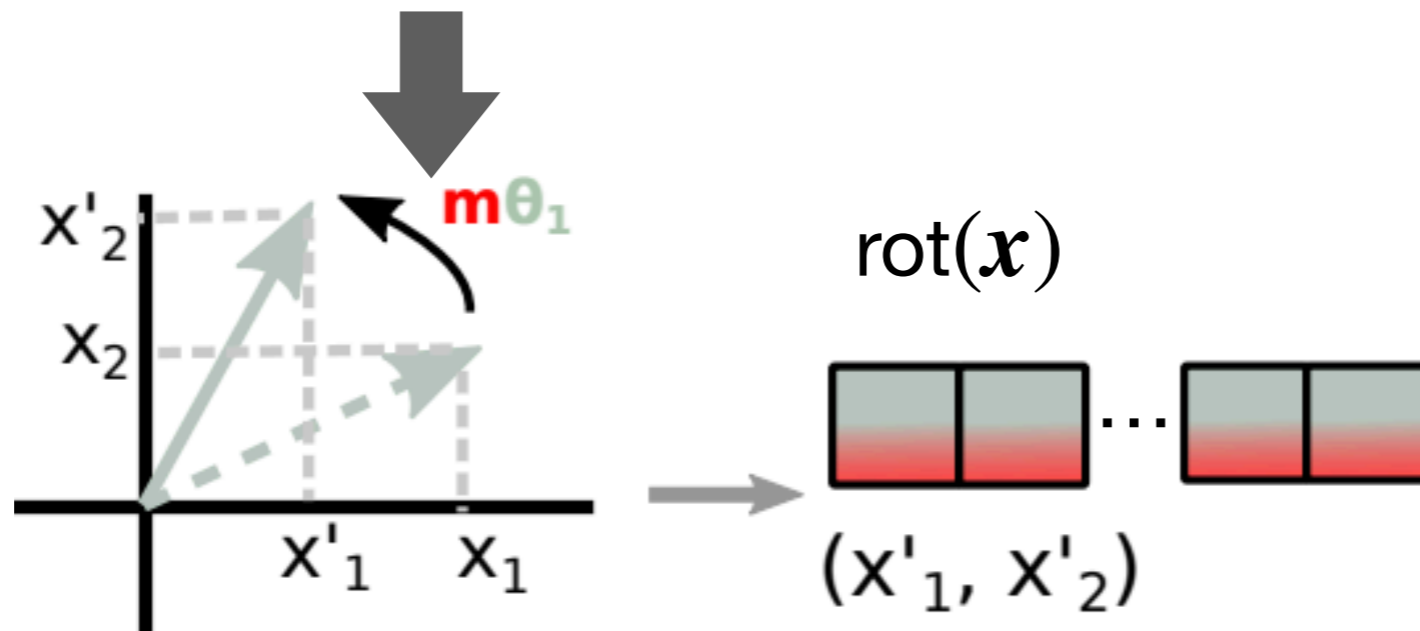 mθ₁
x'₂
x₂
x'₁
x₁
rot(x)
...
(x'₁, x'₂)